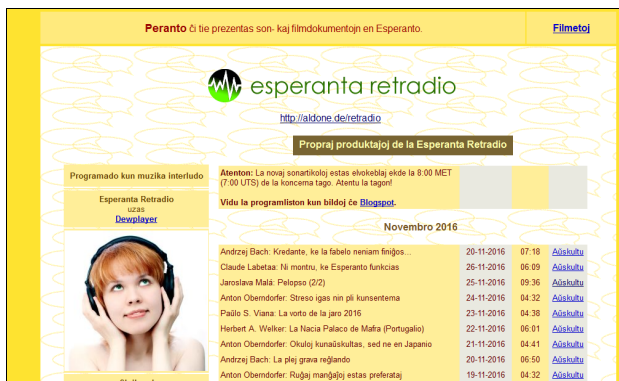 Peranto ĉi tie prezentas son- kaj filmdokumentojn en Esperanto.
Filmetoj
esperanta retradio
http://aldone.de/retradio
Propraj produktajoj de la Esperanta Retradio
Programado kun muzika interludo
Esperanta Retradio
uzas
Dewplayer
Atenton: La novaj sonartikoloj estas elvokeblaj ekde la 8:00 MET
(7:00 UTS) de la koncerna tago. Atentu la tagon!
Vidu la programliston kun bildoj ĉe Blogspot.
Novembro 2016
Andrzej Bach: Kredante, ke la fabelo neniam finiĝos... 20-11-2016 07:18 Aŭskultu
Claude Labetaa: Ni montru, ke Esperanto funkcias 26-11-2016 06:09 Aŭskultu
Jaroslava Malá: Pelopso (2/2) 25-11-2016 09:36 Aŭskultu
Anton Oberndorfer: Streso igas nin pli kunsentema 24-11-2016 04:32 Aŭskultu
Paŭlo S. Viana: La vorto de la jaro 2016 23-11-2016 04:38 Aŭskultu
Herbert A. Welker: La Nacia Palaco de Mafra (Portugalio) 22-11-2016 06:01 Aŭskultu
Anton Oberndorfer: Okuloj kunaŭskultas, sed ne en Japanio 21-11-2016 04:41 Aŭskultu
Andrzej Bach: La plej grava reĝlando 20-11-2016 06:50 Aŭskultu
Anton Oberndorfer: Ruĝaj manĝaĵoj estas preferataj 19-11-2016 04:32 Aŭskultu